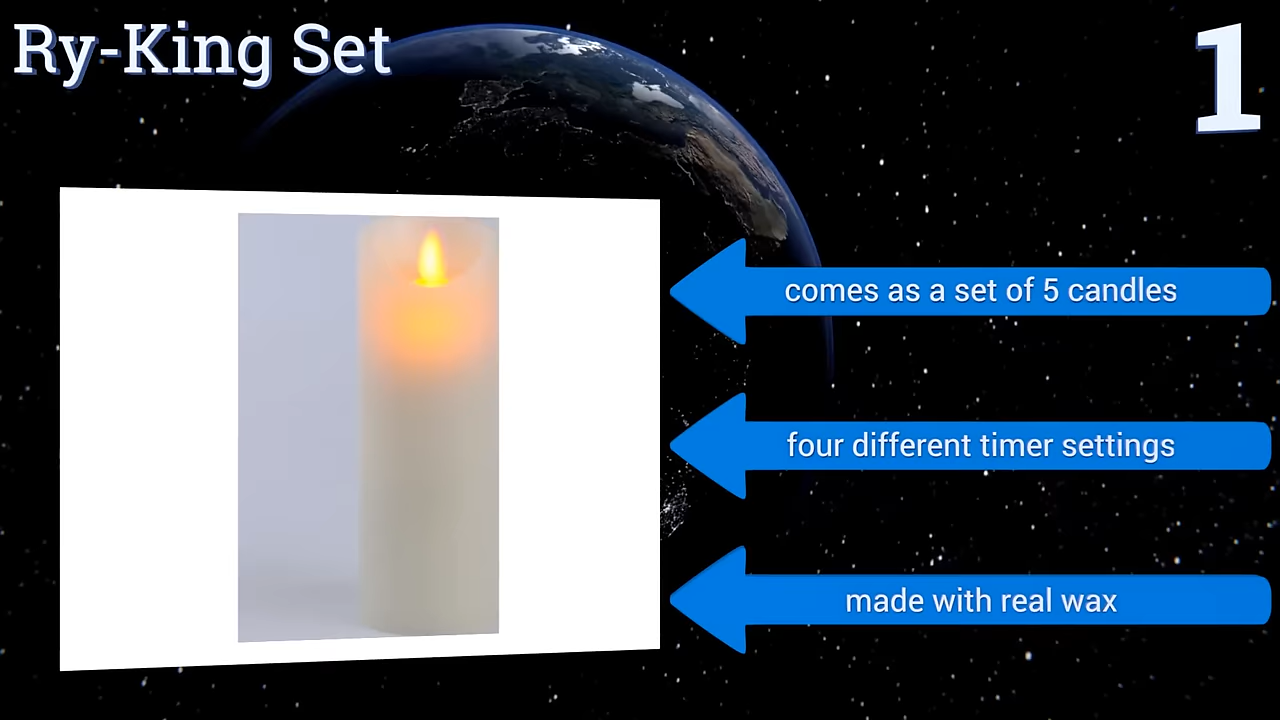 Ry-King Set
1
comes as a set of 5 candles
four different timer settings
made with real wax